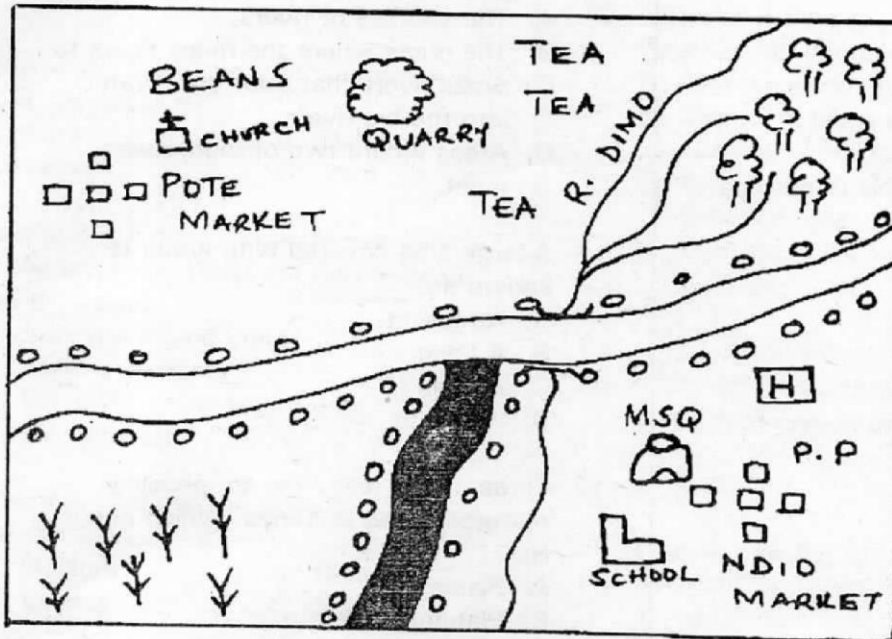 BEANS
CHURCH
POTE
MARKET
QUARRY
TEA
TEA
TEA
R. DIMO
H
MSQ
P.P
SCHOOL
NDIO
MARKET